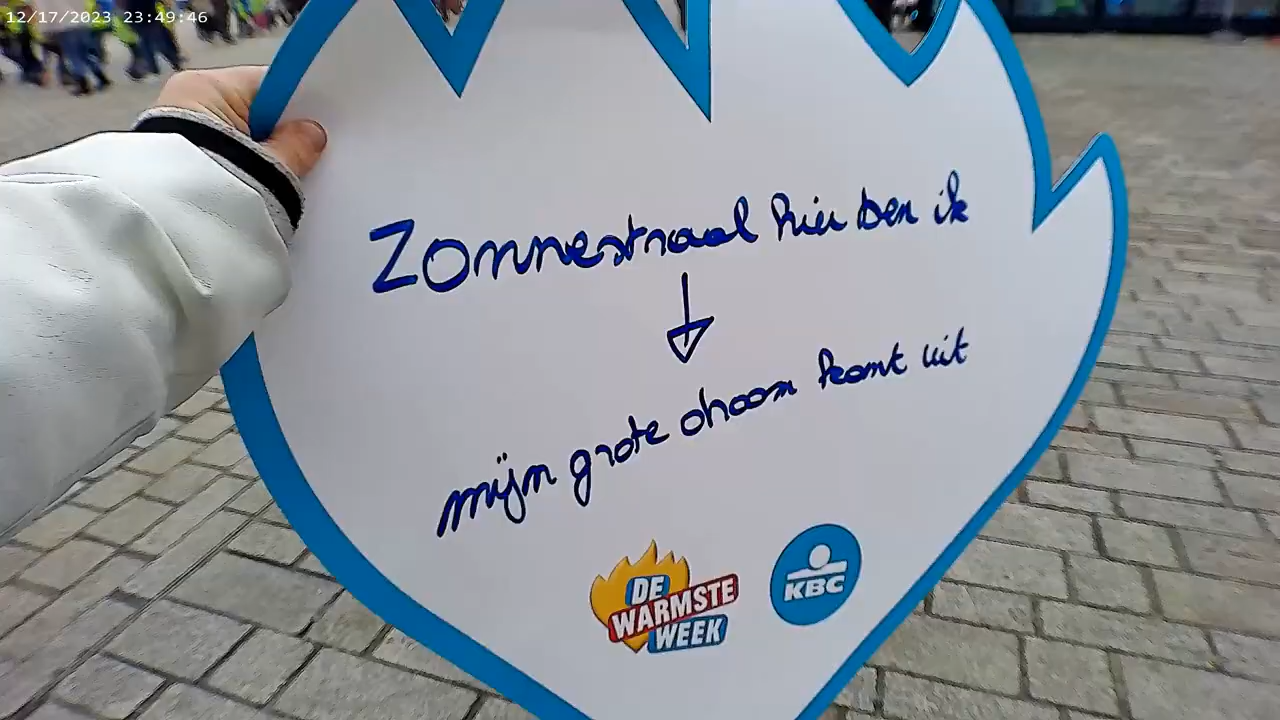 12/17/2023 23:49:46
Zonnestraal hier ben ik
mijn grote droom komt uit
DE
WARMSTE
WEEK
KBC